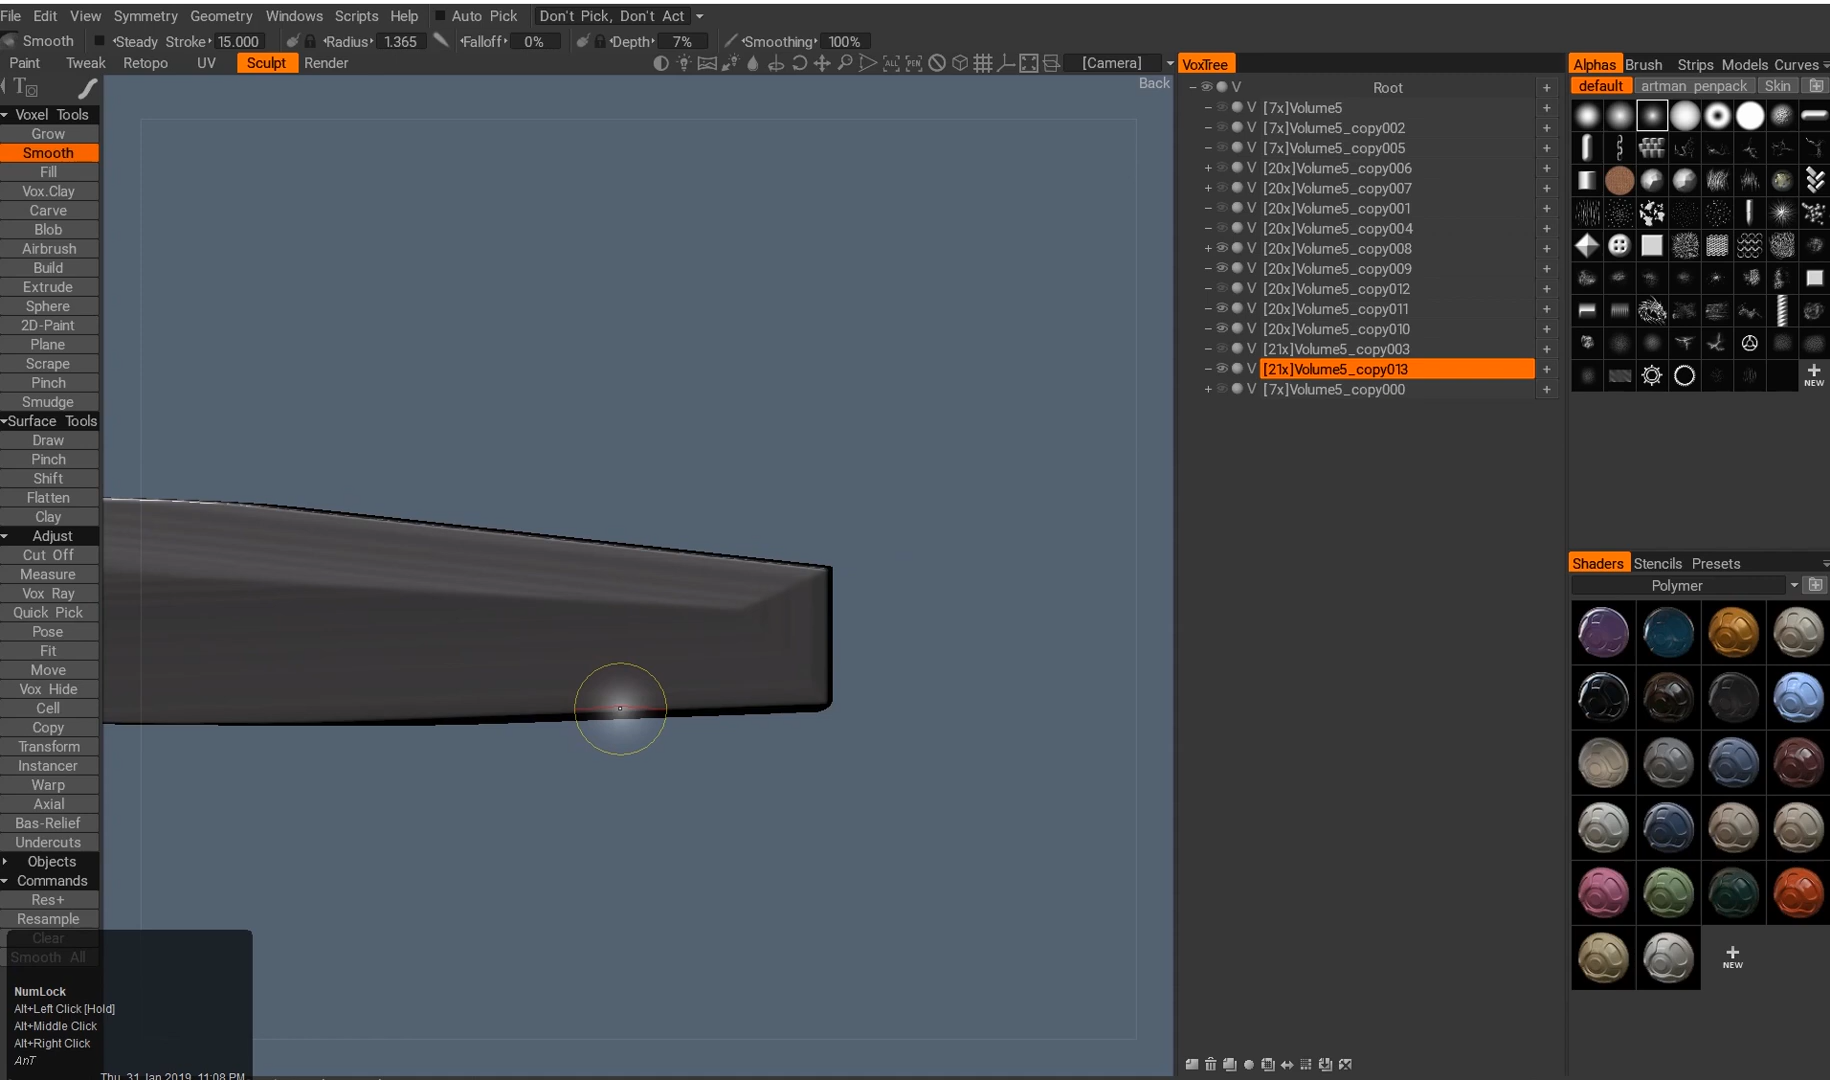 File Edit View Symmetry Geometry Windows Scripts Help Auto Pick Don't Pick, Don't Act
Smooth Steady Stroke 15.000 Radius 1.365 Falloff 0% Depth 7% Smoothing 100%
Paint Tweak Retopo UV Sculpt Render ALL PEN [Camera]
Back
Voxel Tools
Grow
Smooth
Fill
Vox.Clay
Carve
Blob
Airbrush
Build
Extrude
Sphere
2D-Paint
Plane
Scrape
Pinch
Smudge
Surface Tools
Draw
Pinch
Shift
Flatten
Clay
Adjust
Cut Off
Measure
Vox Ray
Quick Pick
Pose
Fit
Move
Vox Hide
Cell
Copy
Transform
Instancer
Warp
Axial
Bas-Relief
Undercuts
Objects
Commands
Res+
Resample
Clear
Smooth All
NumLock
Alt+Left Click [Hold]
Alt+Middle Click
Alt+Right Click
AnT
Thu, 31 Jan 2019, 11:08 PM
VoxTree
V Root +
V [7x]Volume5 +
V [7x]Volume5_copy002 +
V [7x]Volume5_copy005 +
V [20x]Volume5_copy006 +
V [20x]Volume5_copy007 +
V [20x]Volume5_copy001 +
V [20x]Volume5_copy004 +
V [20x]Volume5_copy008 +
V [20x]Volume5_copy009 +
V [20x]Volume5_copy012 +
V [20x]Volume5_copy011 +
V [20x]Volume5_copy010 +
V [21x]Volume5_copy003 +
V [21x]Volume5_copy013 +
V [7x]Volume5_copy000 +
Alphas Brush Strips Models Curves
default artman penpack Skin
NEW
Shaders Stencils Presets
Polymer
NEW